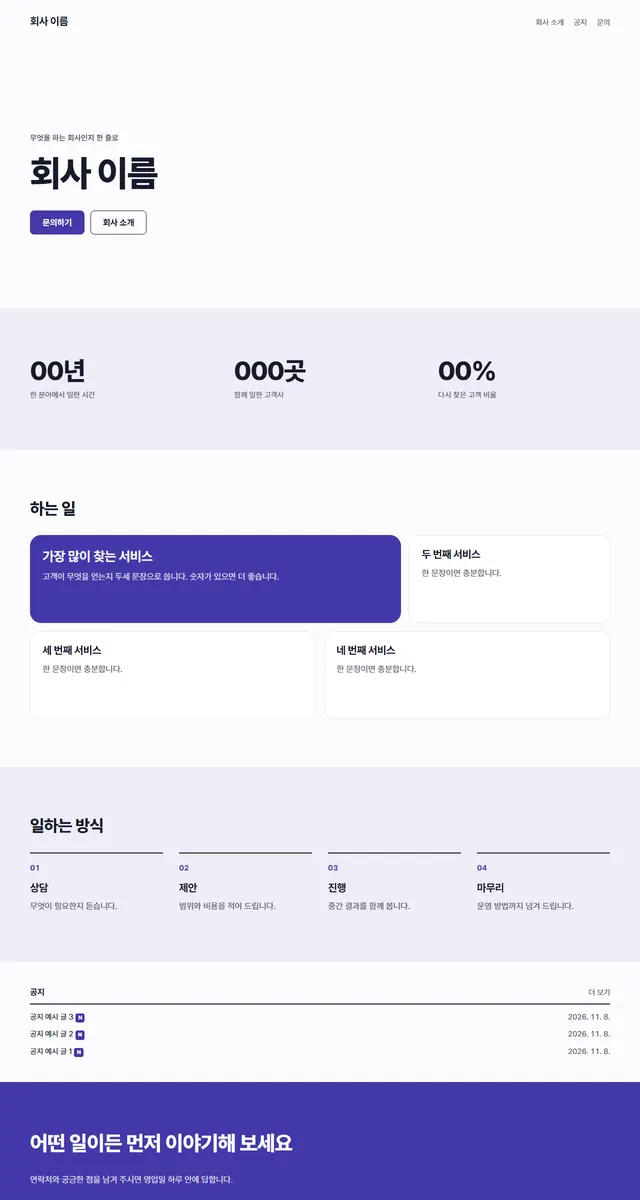 회사 이름
회사 소개 공지 문의
무엇을 하는 회사인지 한 줄로
회사 이름
문의하기 회사 소개
00년 000곳 00%
한 분야에서 일한 시간 함께 일한 고객사 다시 찾은 고객 비율
하는 일
가장 많이 찾는 서비스
고객이 무엇을 얻는지 두세 문장으로 씁니다. 숫자가 있으면 더 좋습니다.
두 번째 서비스
한 문장이면 충분합니다.
세 번째 서비스
한 문장이면 충분합니다.
네 번째 서비스
한 문장이면 충분합니다.
일하는 방식
01
상담
무엇이 필요한지 듣습니다.
02
제안
범위와 비용을 적어 드립니다.
03
진행
중간 결과를 함께 봅니다.
04
마무리
운영 방법까지 넘겨 드립니다.
공지 더 보기
공지 예시 글 3 N 2026. 11. 8.
공지 예시 글 2 N 2026. 11. 8.
공지 예시 글 1 N 2026. 11. 8.
어떤 일이든 먼저 이야기해 보세요
연락처와 궁금한 점을 남겨 주시면 영업일 하루 안에 답합니다.